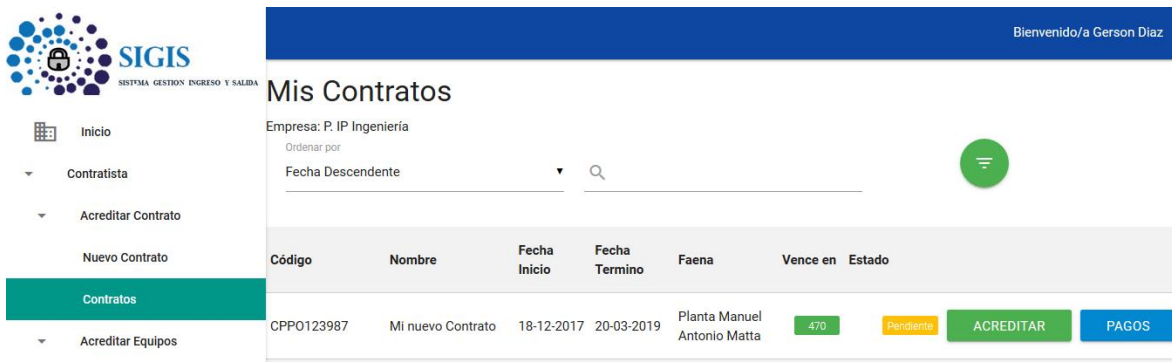 SIGIS
SISTEMA GESTION INGRESO Y SALIDA
Inicio
Contratista
Acreditar Contrato
Nuevo Contrato
Contratos
Acreditar Equipos
Bienvenido/a Gerson Diaz
Mis Contratos
Empresa: P. IP Ingeniería
Ordenar por
Fecha Descendente
Código Nombre Fecha Inicio Fecha Termino Faena Vence en Estado
CPPO123987 Mi nuevo Contrato 18-12-2017 20-03-2019 Planta Manuel Antonio Matta 470 Pendiente ACREDITAR PAGOS